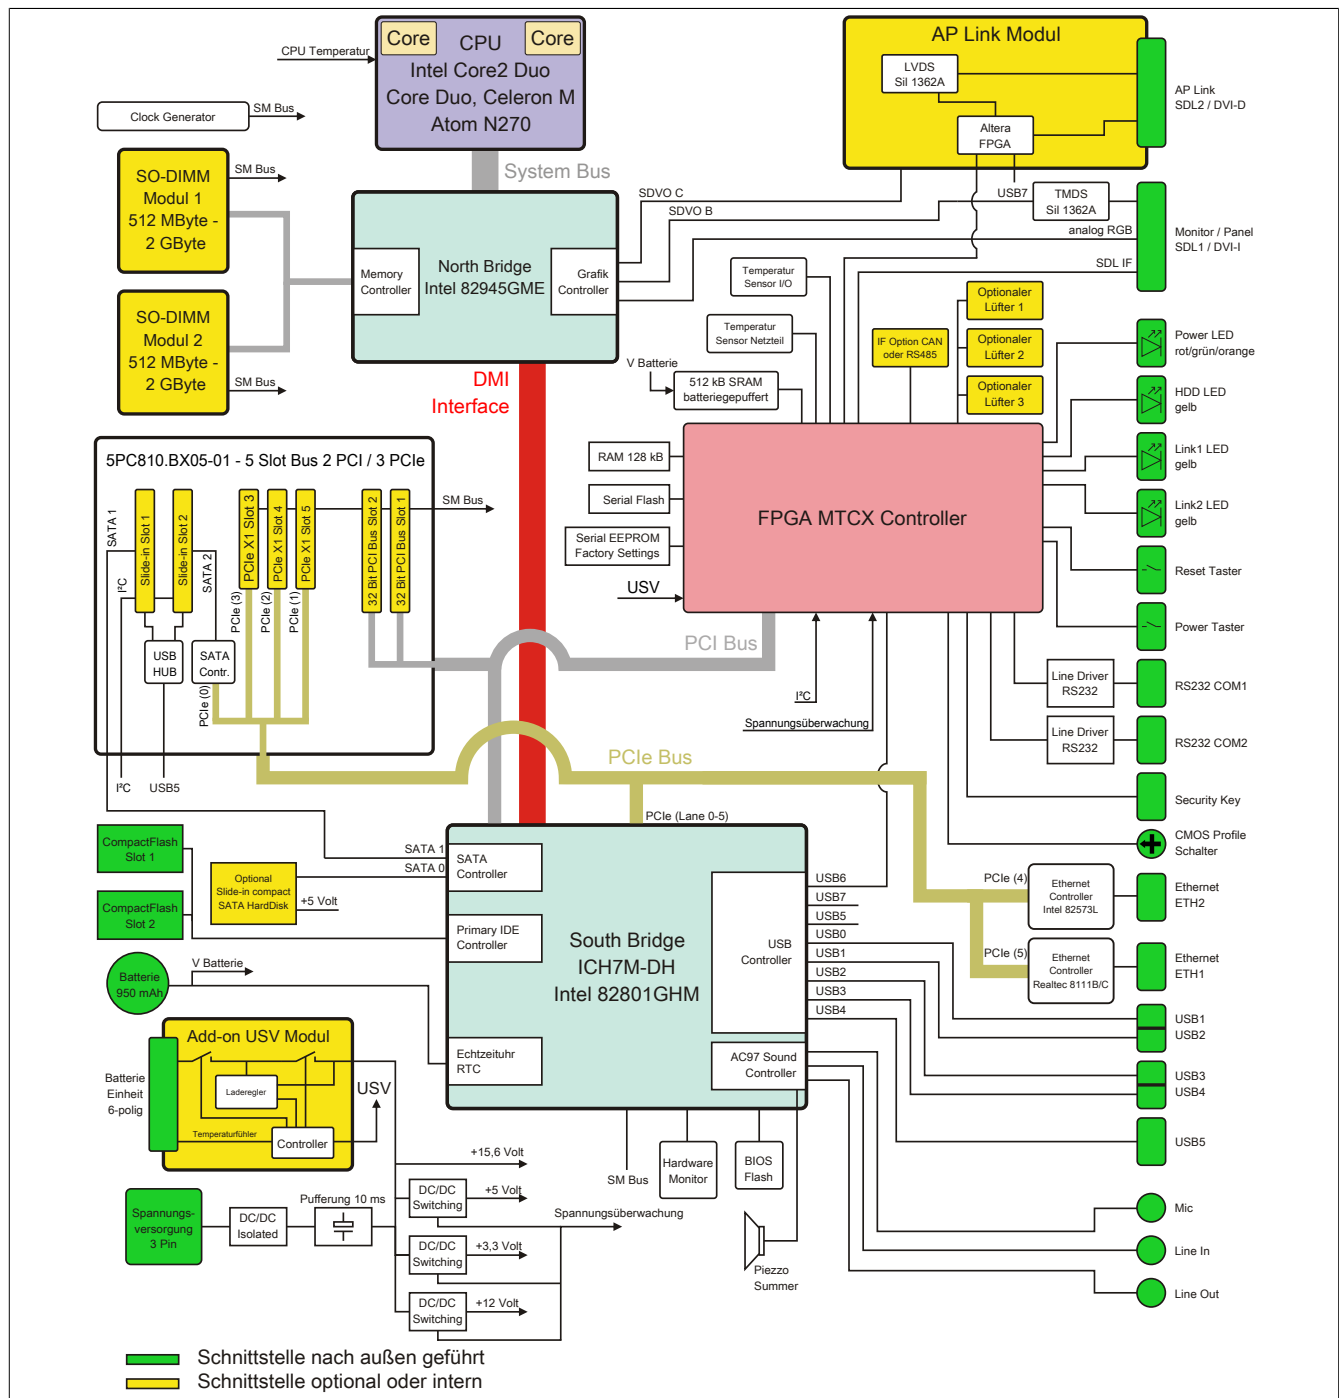 Core
CPU
Core
Intel Core2 Duo
Core Duo, Celeron M
Atom N270
CPU Temperatur
Clock Generator
SM Bus
System Bus
SO-DIMM
Modul 1
512 MByte -
2 GByte
SM Bus
SO-DIMM
Modul 2
512 MByte -
2 GByte
SM Bus
Memory
Controller
North Bridge
Intel 82945GME
Grafik
Controller
DMI
Interface
AP Link Modul
LVDS
Sil 1362A
Altera
FPGA
AP Link
SDL2 / DVI-D
SDVO C
SDVO B
USB7
TMDS
Sil 1362A
analog RGB
SDL IF
Monitor / Panel
SDL1 / DVI-I
Temperatur
Sensor I/O
Temperatur
Sensor Netzteil
V Batterie
512 kB SRAM
batteriegepuffert
IF Option CAN
oder RS485
Optionaler
Lüfter 1
Optionaler
Lüfter 2
Optionaler
Lüfter 3
Power LED
rot/grün/orange
HDD LED
gelb
Link1 LED
gelb
Link2 LED
gelb
Reset Taster
Power Taster
RAM 128 kB
Serial Flash
Serial EEPROM
Factory Settings
USV
FPGA MTCX Controller
5PC810.BX05-01 - 5 Slot Bus 2 PCI / 3 PCIe
SATA 1
I²C
Slide-in Slot 1
Slide-in Slot 2
SATA 2
PCIe X1 Slot 3
PCIe X1 Slot 4
PCIe X1 Slot 5
32 Bit PCI Bus Slot 2
32 Bit PCI Bus Slot 1
SM Bus
PCIe (3)
PCIe (2)
PCIe (1)
PCIe (0)
USB
HUB
SATA
Contr.
I²C
USB5
PCI Bus
I²C
Spannungsüberwachung
Line Driver
RS232
RS232 COM1
Line Driver
RS232
RS232 COM2
Security Key
CMOS Profile
Schalter
PCIe Bus
PCIe (Lane 0-5)
CompactFlash
Slot 1
CompactFlash
Slot 2
Optional
Slide-in compact
SATA HardDisk
+5 Volt
SATA 1
SATA 0
SATA
Controller
Primary IDE
Controller
South Bridge
ICH7M-DH
Intel 82801GHM
USB
Controller
USB6
USB7
USB5
USB0
USB1
USB2
USB3
USB4
PCIe (4)
Ethernet
Controller
Intel 82573L
Ethernet
ETH2
PCIe (5)
Ethernet
Controller
Realtec 8111B/C
Ethernet
ETH1
USB1
USB2
USB3
USB4
USB5
Batterie
950 mAh
V Batterie
Echtzeituhr
RTC
AC97 Sound
Controller
Add-on USV Modul
Laderegler
Temperaturfühler
Controller
Batterie
Einheit
6-polig
USV
SM Bus
Hardware
Monitor
BIOS
Flash
Piezzo
Summer
Mic
Line In
Line Out
Spannungs-
versorgung
3 Pin
DC/DC
Isolated
Pufferung 10 ms
+15,6 Volt
DC/DC
Switching
+5 Volt
Spannungsüberwachung
DC/DC
Switching
+3,3 Volt
DC/DC
Switching
+12 Volt
Schnittstelle nach außen geführt
Schnittstelle optional oder intern